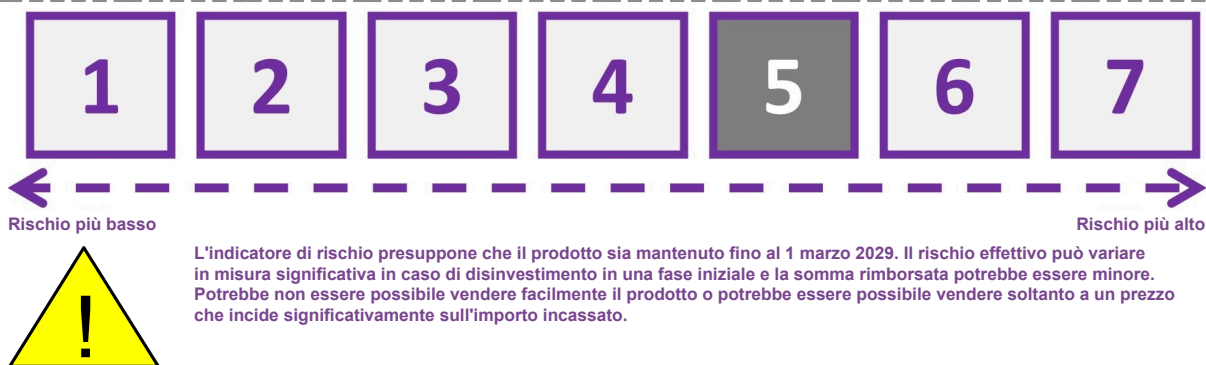 1 2 3 4 5 6 7
Rischio più basso Rischio più alto
L'indicatore di rischio presuppone che il prodotto sia mantenuto fino al 1 marzo 2029. Il rischio effettivo può variare
in misura significativa in caso di disinvestimento in una fase iniziale e la somma rimborsata potrebbe essere minore.
Potrebbe non essere possibile vendere facilmente il prodotto o potrebbe essere possibile vendere soltanto a un prezzo
che incide significativamente sull'importo incassato.
!